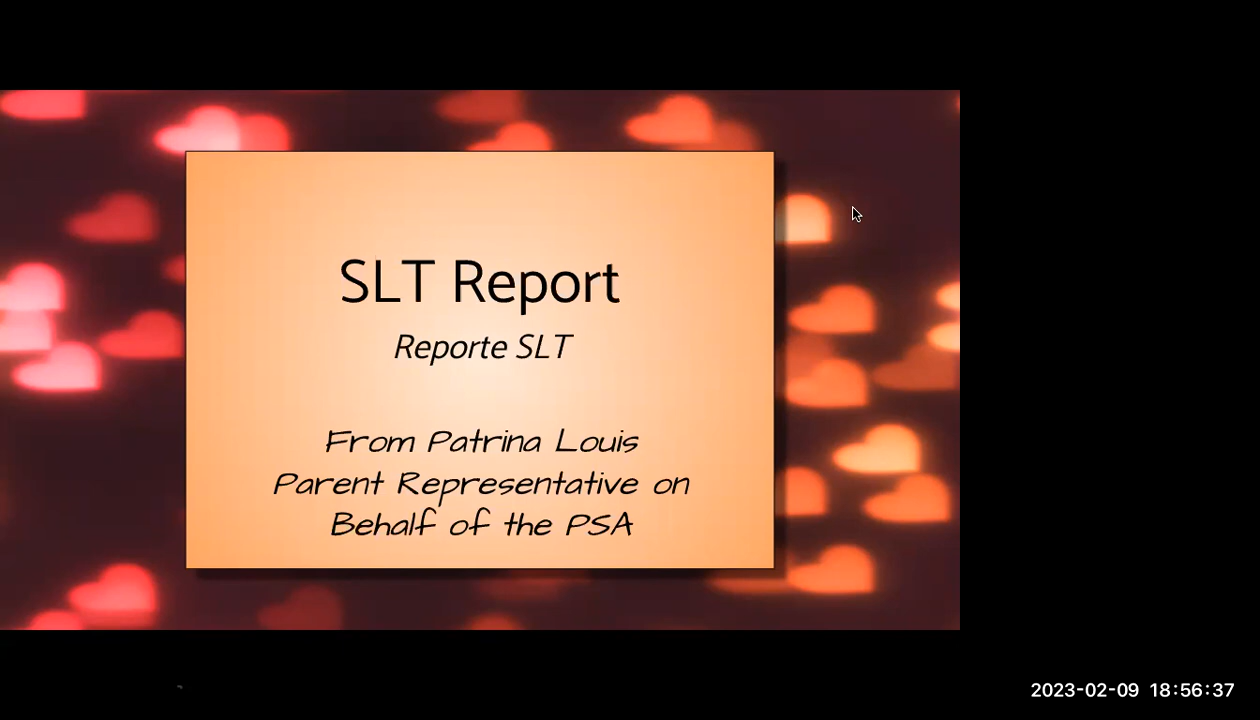 SLT Report
Reporte SLT
From Patrina Louis
Parent Representative on
Behalf of the PSA
2023-02-09 18:56:37